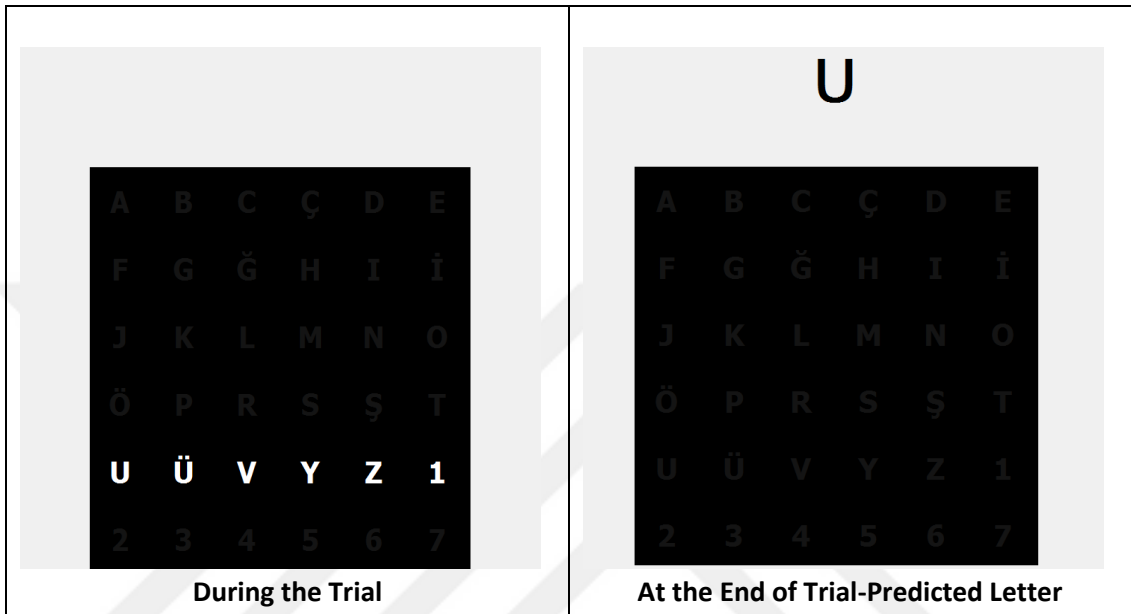 A B C Ç D E
F G Ğ H I İ
J K L M N O
Ö P R S Ş T
U Ü V Y Z 1
2 3 4 5 6 7
During the Trial
U
A B C Ç D E
F G Ğ H I İ
J K L M N O
Ö P R S Ş T
U Ü V Y Z 1
2 3 4 5 6 7
At the End of Trial-Predicted Letter